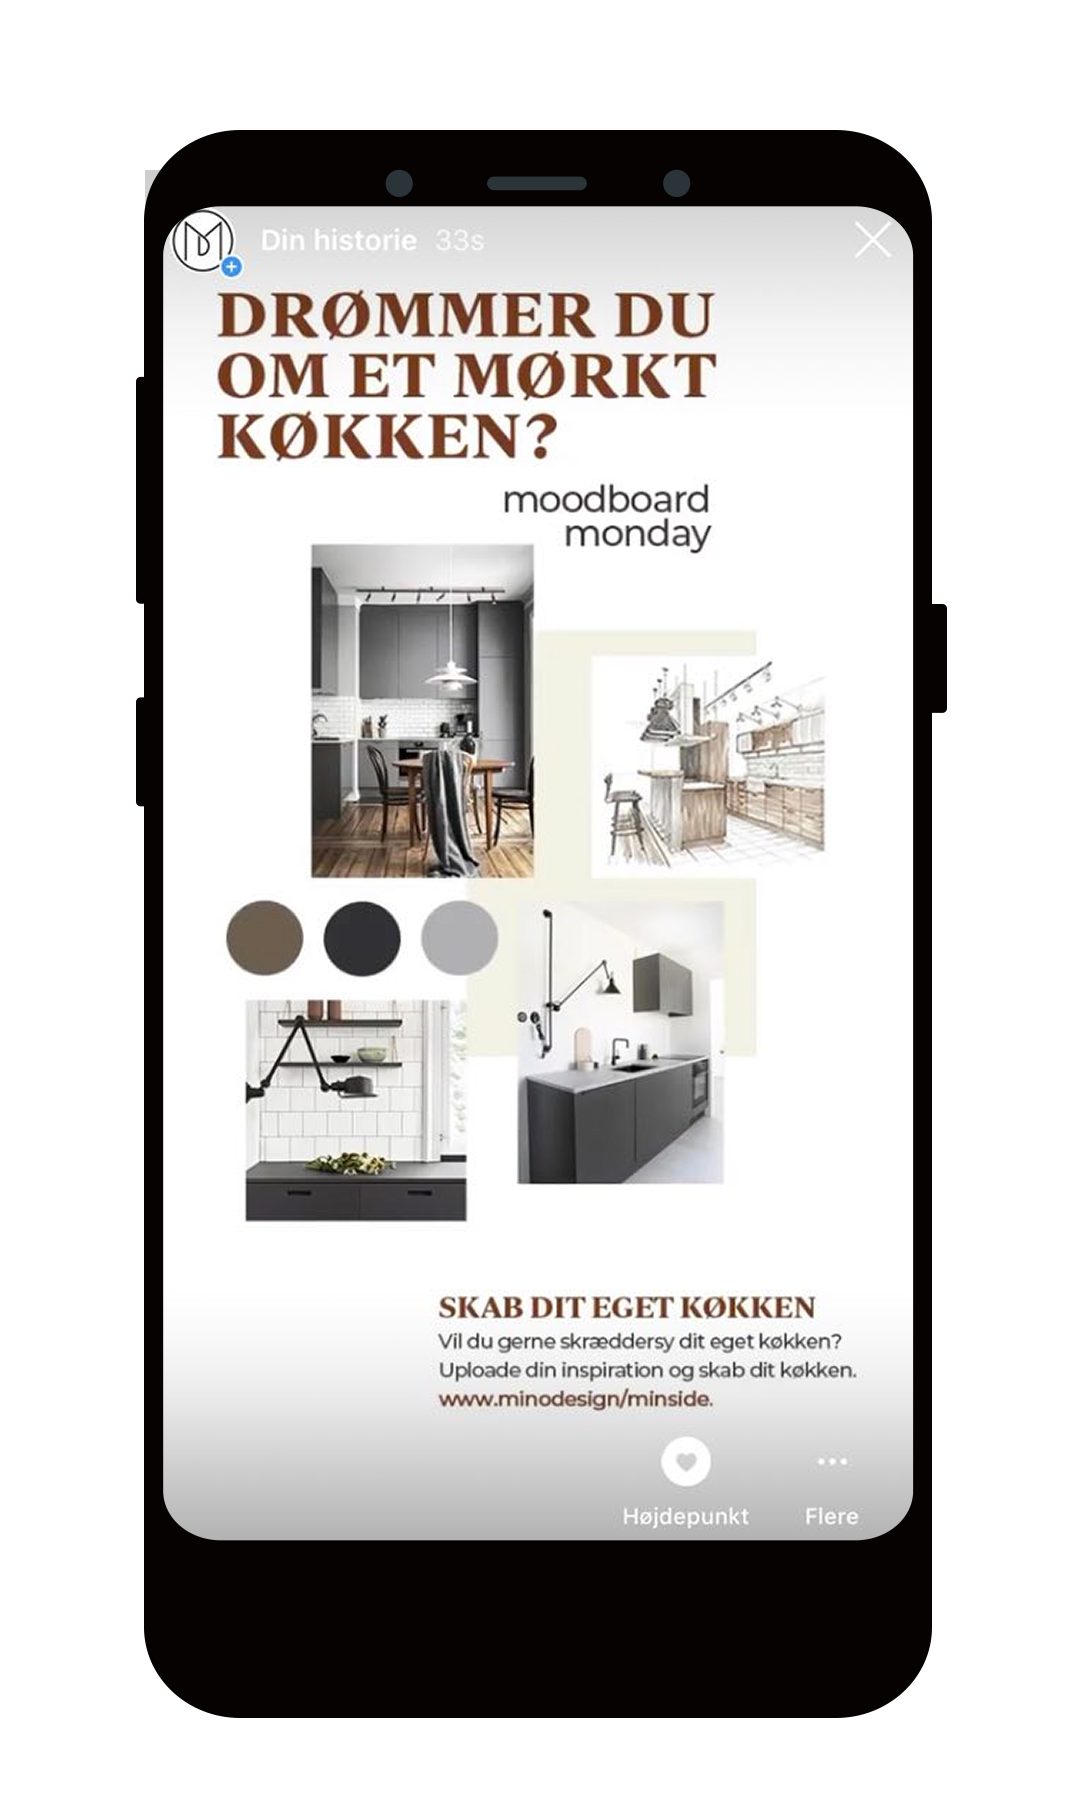 Din historie 33s
DRØMMER DU
OM ET MØRKT
KØKKEN?
moodboard
monday
SKAB DIT EGET KØKKEN
Vil du gerne skræddersy dit eget køkken?
Uploade din inspiration og skab dit køkken.
www.minodesign/minside.
Højdepunkt Flere